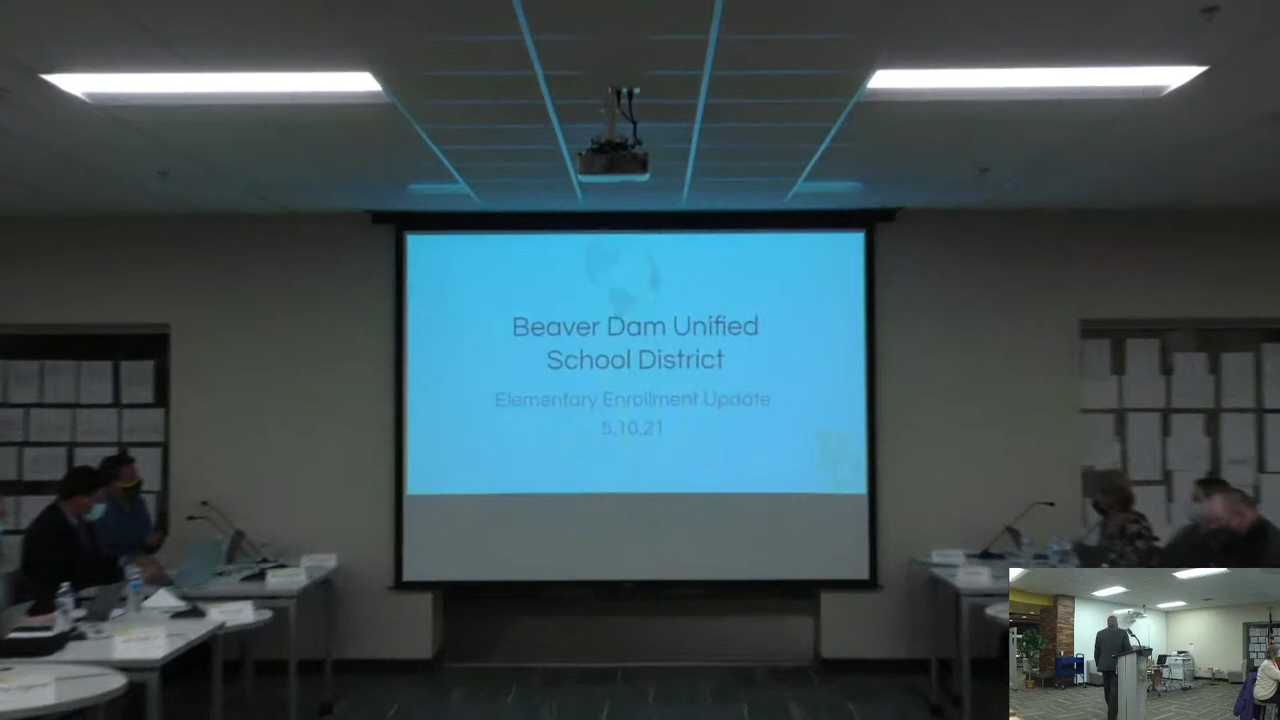 Beaver Dam Unified
School District
Elementary Enrollment Update
5.10.21